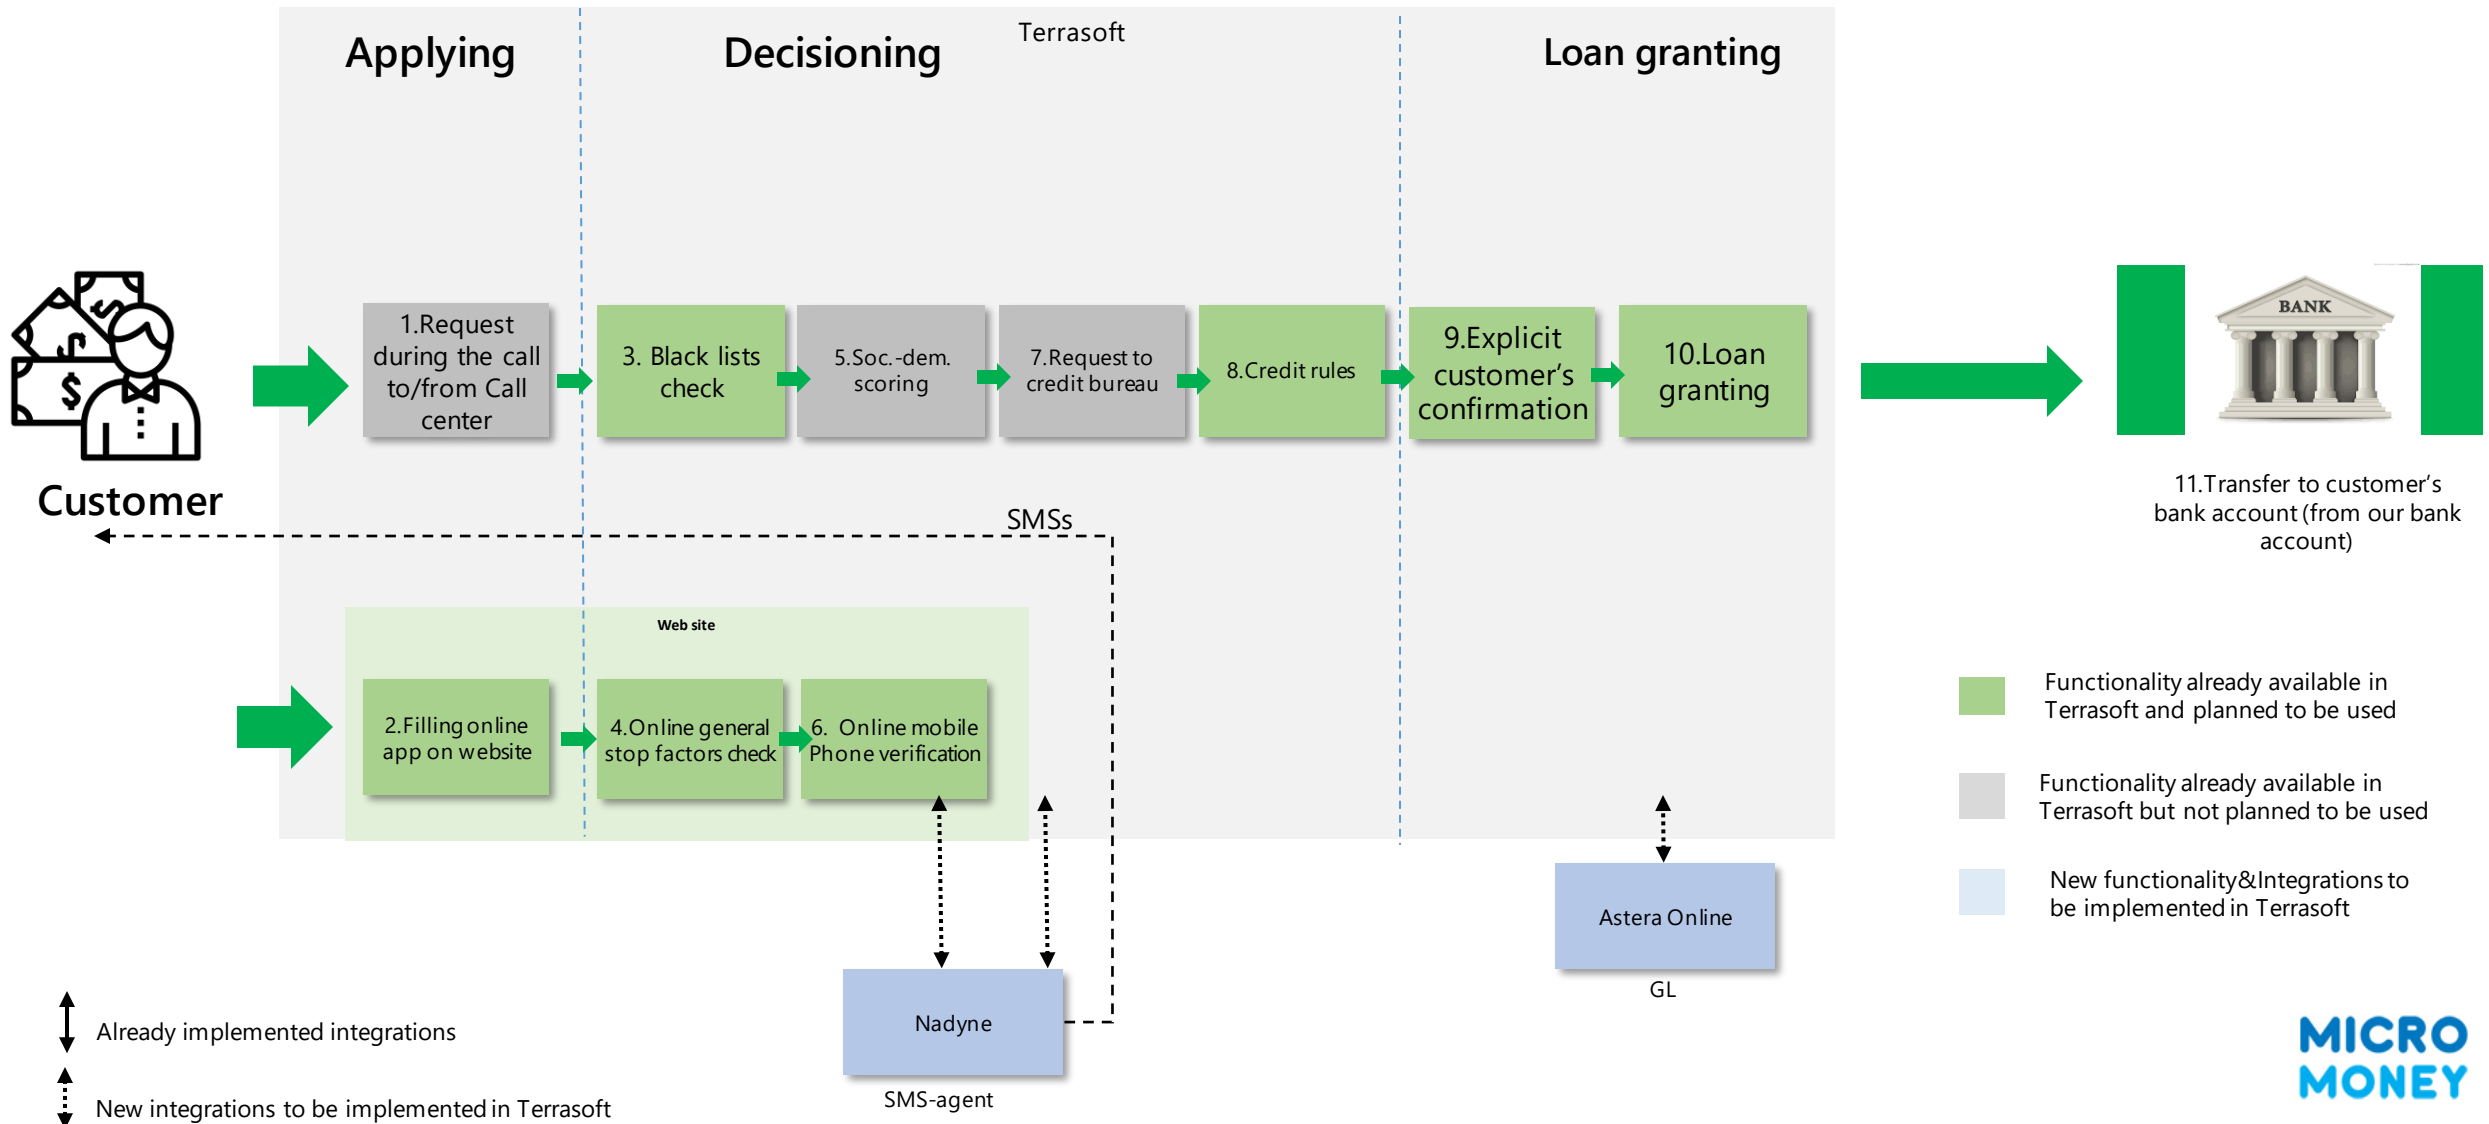 Terrasoft
Applying
Decisioning
Loan granting
1.Request
during the call
to/from Call
center
3. Black lists
check
5.Soc.-dem.
scoring
7.Request to
credit bureau
8.Credit rules
9.Explicit
customer's
confirmation
10.Loan
granting
BANK
Customer
11.Transfer to customer's
bank account (from our bank
account)
SMSs
Web site
2.Filling online
app on website
4.Online general
stop factors check
6. Online mobile
Phone verification
Functionality already available in
Terrasoft and planned to be used
Functionality already available in
Terrasoft but not planned to be used
New functionality&Integrations to
be implemented in Terrasoft
Astera Online
GL
Nadyne
SMS-agent
Already implemented integrations
New integrations to be implemented in Terrasoft
MICRO
MONEY